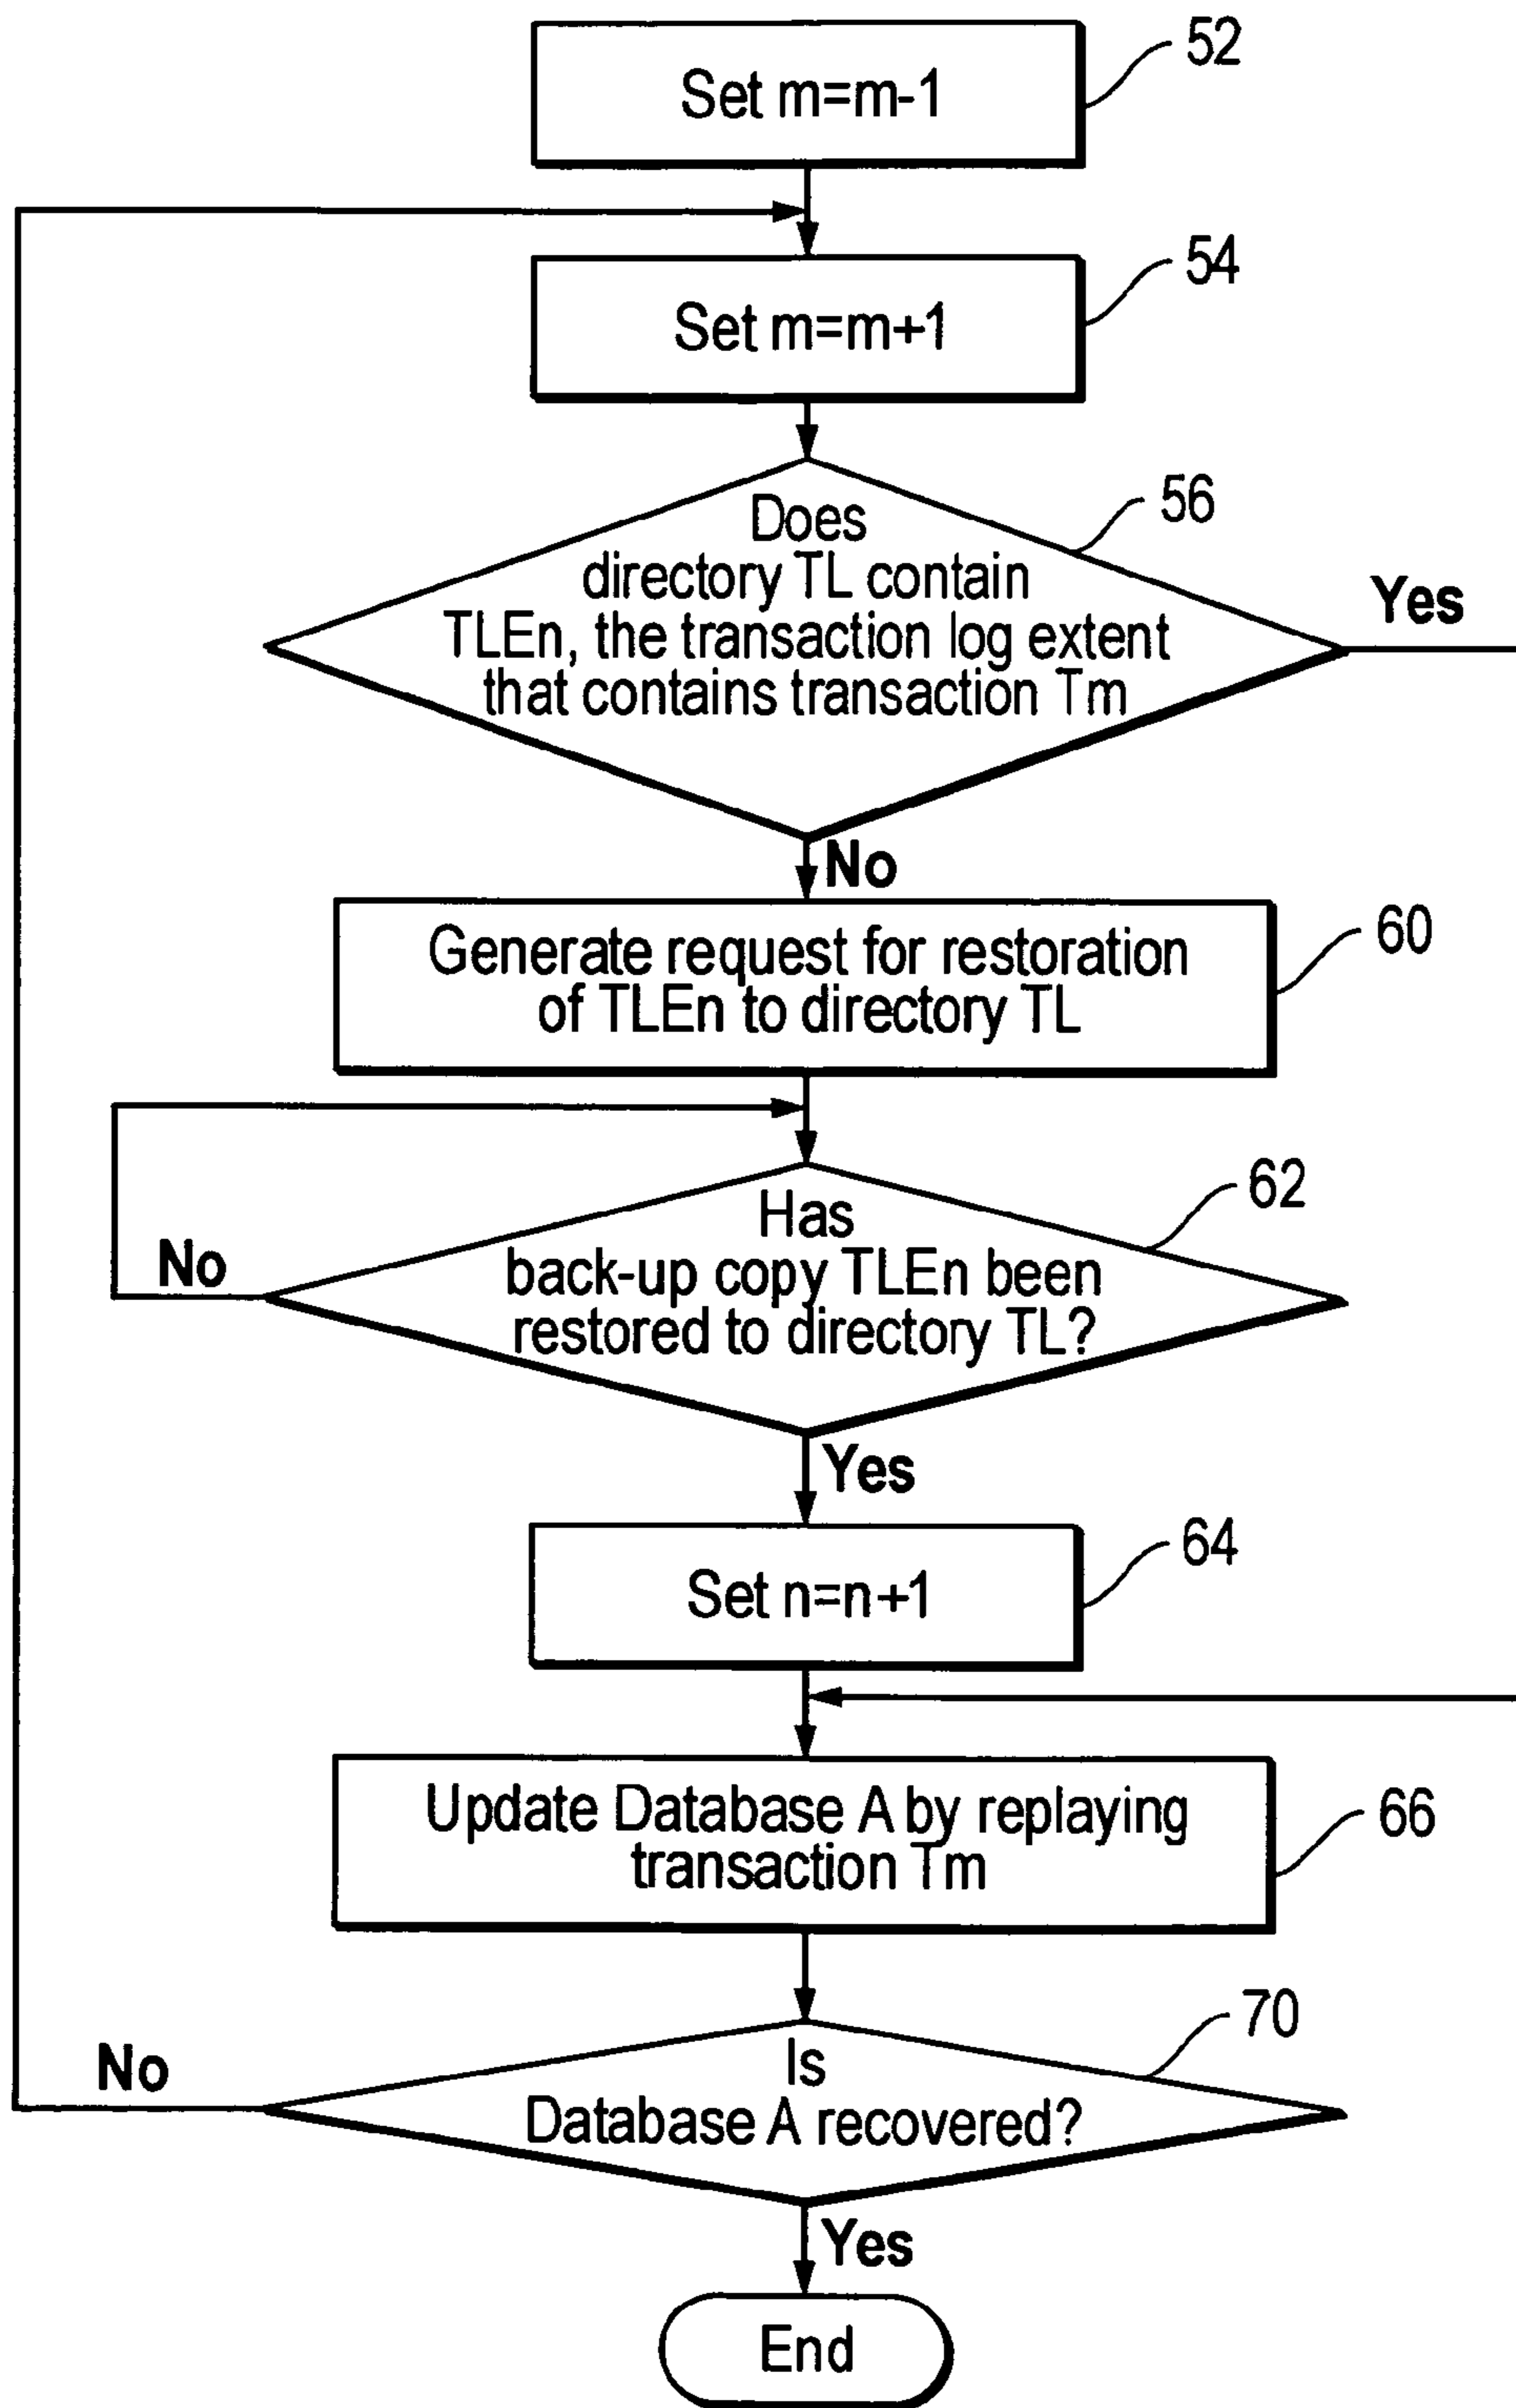 Set m=m-1
52
Set m=m+1
54
Does
directory TL contain
TLEn, the transaction log extent
that contains transaction Tm
56
Yes
No
Generate request for restoration
of TLEn to directory TL
60
Has
back-up copy TLEn been
restored to directory TL?
62
No
Yes
Set n=n+1
64
Update Database A by replaying
transaction Tm
66
Is
Database A recovered?
70
No
Yes
End